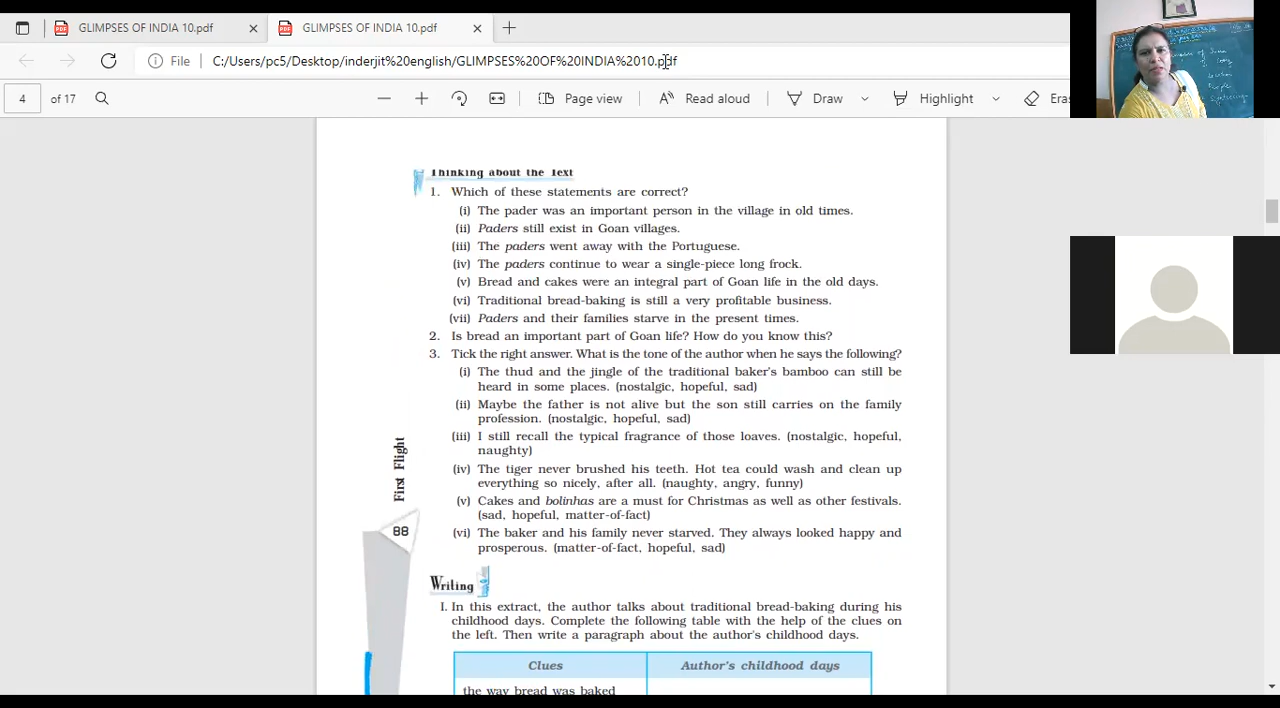 GLIMPSES OF INDIA 10.pdf
GLIMPSES OF INDIA 10.pdf
File
C:/Users/pc5/Desktop/inderjit%20english/GLIMPSES%20OF%20INDIA%2010.pdf
4 of 17
Page view
Read aloud
Draw
Highlight
Eras
Thinking about the Text
1. Which of these statements are correct?
(i) The pader was an important person in the village in old times.
(ii) Paders still exist in Goan villages.
(iii) The paders went away with the Portuguese.
(iv) The paders continue to wear a single-piece long frock.
(v) Bread and cakes were an integral part of Goan life in the old days.
(vi) Traditional bread-baking is still a very profitable business.
(vii) Paders and their families starve in the present times.
2. Is bread an important part of Goan life? How do you know this?
3. Tick the right answer. What is the tone of the author when he says the following?
(i) The thud and the jingle of the traditional baker's bamboo can still be
heard in some places. (nostalgic, hopeful, sad)
(ii) Maybe the father is not alive but the son still carries on the family
profession. (nostalgic, hopeful, sad)
(iii) I still recall the typical fragrance of those loaves. (nostalgic, hopeful,
naughty)
(iv) The tiger never brushed his teeth. Hot tea could wash and clean up
everything so nicely, after all. (naughty, angry, funny)
(v) Cakes and bolinhas are a must for Christmas as well as other festivals.
(sad, hopeful, matter-of-fact)
(vi) The baker and his family never starved. They always looked happy and
prosperous. (matter-of-fact, hopeful, sad)
First Flight
88
Writing
I. In this extract, the author talks about traditional bread-baking during his
childhood days. Complete the following table with the help of the clues on
the left. Then write a paragraph about the author's childhood days.
Clues
Author's childhood days
the way bread was baked